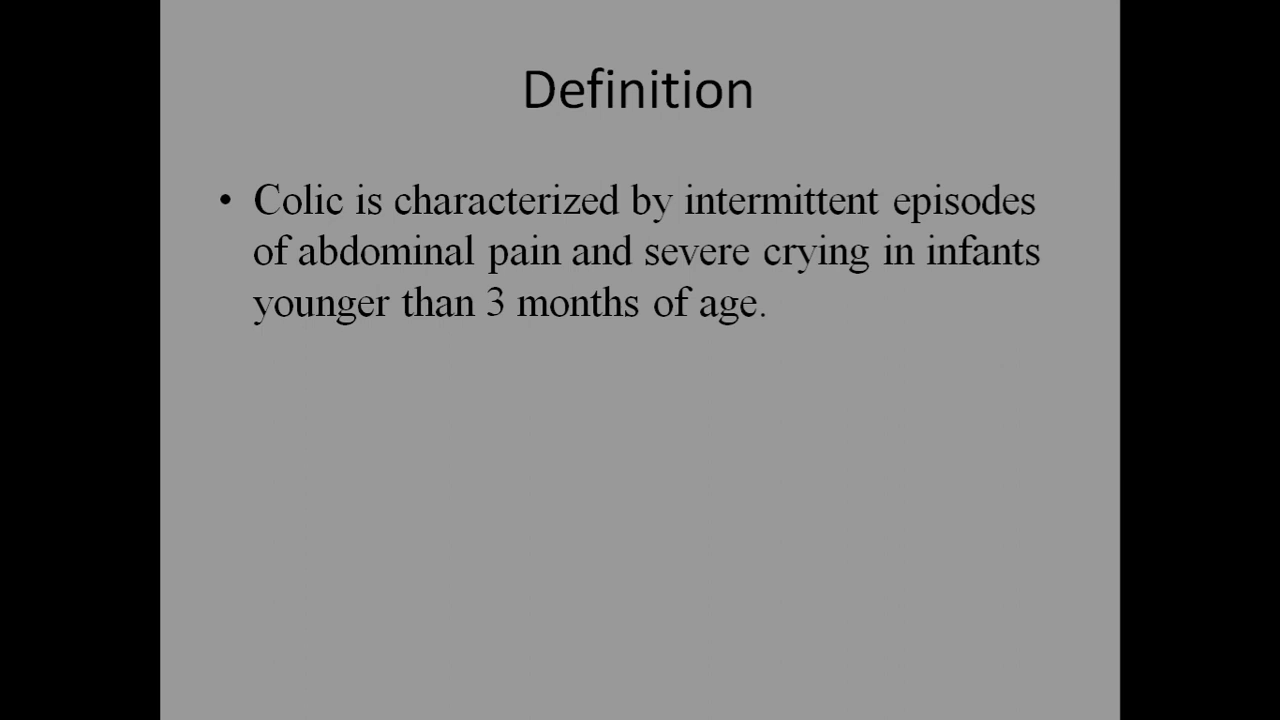 Definition
• Colic is characterized by intermittent episodes
of abdominal pain and severe crying in infants
younger than 3 months of age.